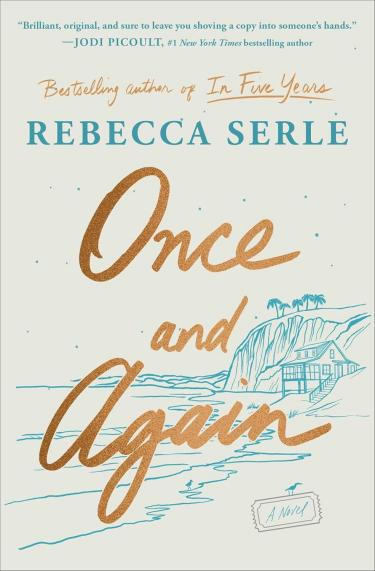 “Brilliant, original, and sure to leave you shoving a copy into someone’s hands.”
—JODI PICOULT, #1 New York Times bestselling author
Bestselling author of In Five Years
REBECCA SERLE
Once
and
Again
A Novel